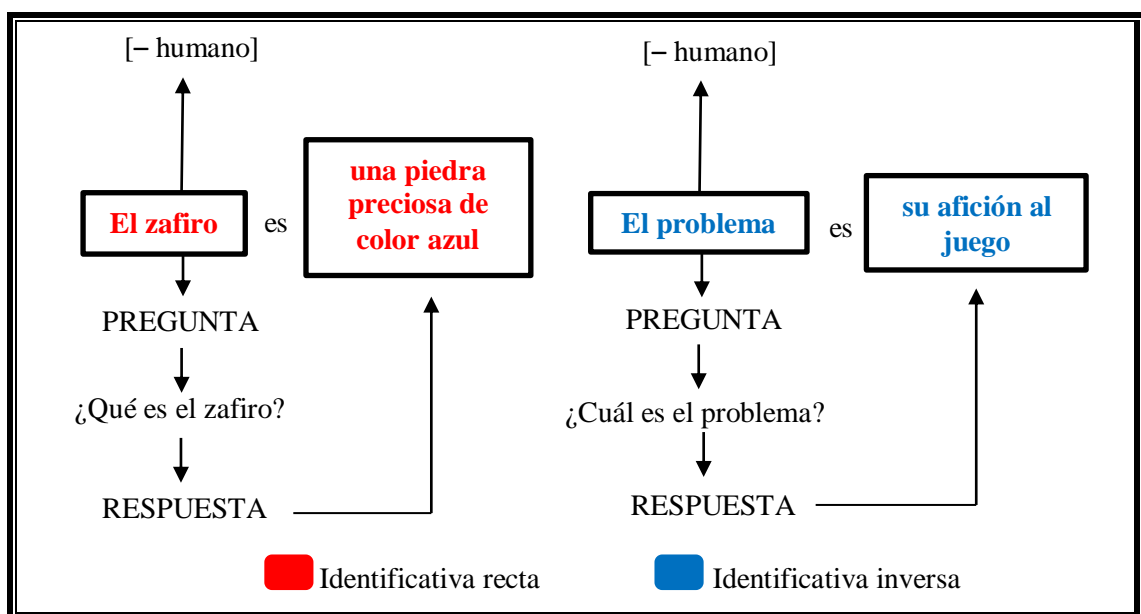 [– humano]
El zafiro
es
una piedra
preciosa de
color azul
PREGUNTA
¿Qué es el zafiro?
RESPUESTA
[– humano]
El problema
es
su afición al
juego
PREGUNTA
¿Cuál es el problema?
RESPUESTA
Identificativa recta
Identificativa inversa